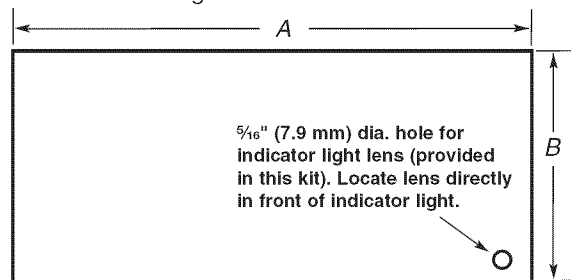 A
⁵⁄₁₆" (7.9 mm) dia. hole for
indicator light lens (provided
in this kit). Locate lens directly
in front of indicator light.
B